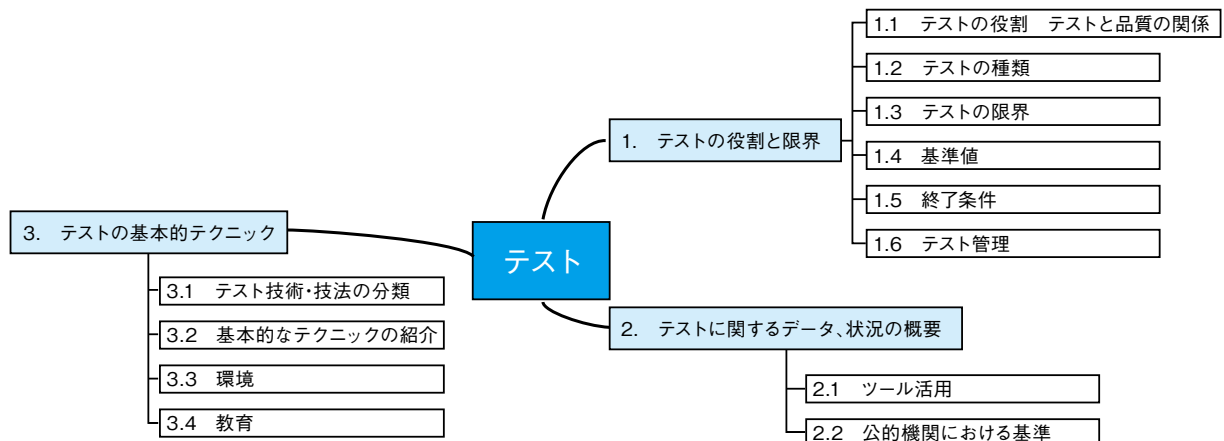 テスト
1.　テストの役割と限界
1.1　テストの役割　テストと品質の関係
1.2　テストの種類
1.3　テストの限界
1.4　基準値
1.5　終了条件
1.6　テスト管理
2.　テストに関するデータ、状況の概要
2.1　ツール活用
2.2　公的機関における基準
3.　テストの基本的テクニック
3.1　テスト技術・技法の分類
3.2　基本的なテクニックの紹介
3.3　環境
3.4　教育